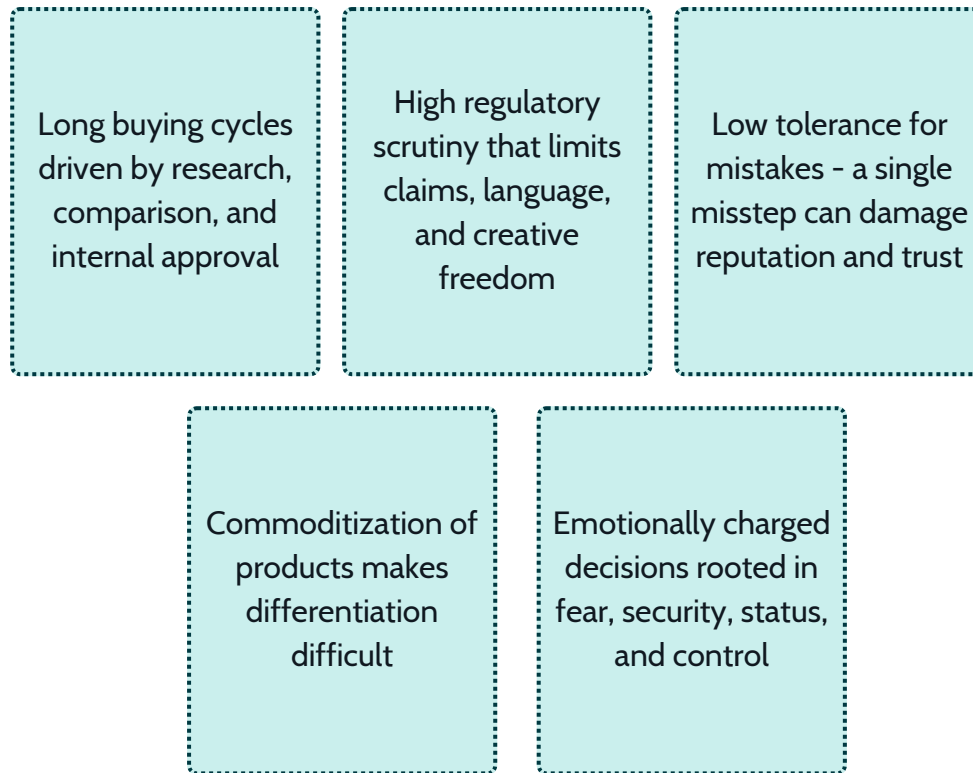 Long buying cycles
driven by research,
comparison, and
internal approval
High regulatory
scrutiny that limits
claims, language,
and creative
freedom
Low tolerance for
mistakes - a single
misstep can damage
reputation and trust
Commoditization of
products makes
differentiation
difficult
Emotionally charged
decisions rooted in
fear, security, status,
and control